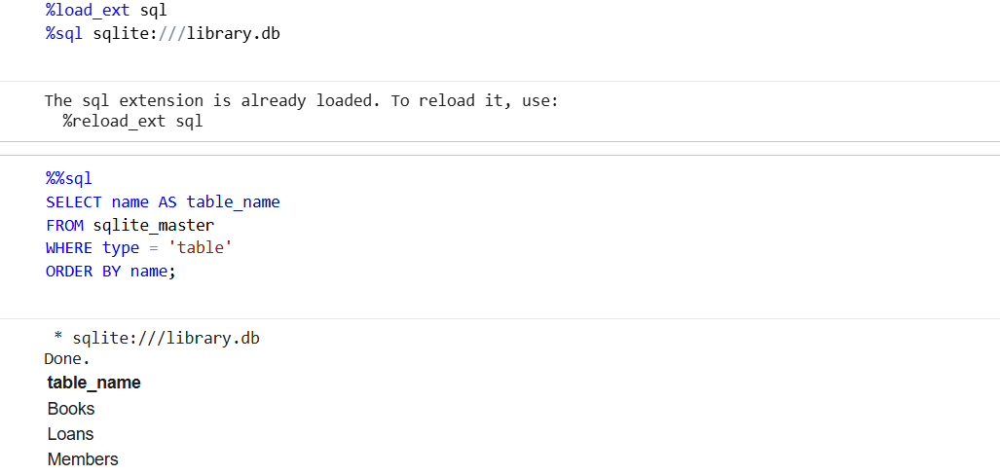 %load_ext sql
%sql sqlite:///library.db
The sql extension is already loaded. To reload it, use:
  %reload_ext sql
%%sql
SELECT name AS table_name
FROM sqlite_master
WHERE type = 'table'
ORDER BY name;
 * sqlite:///library.db
Done.
table_name
Books
Loans
Members